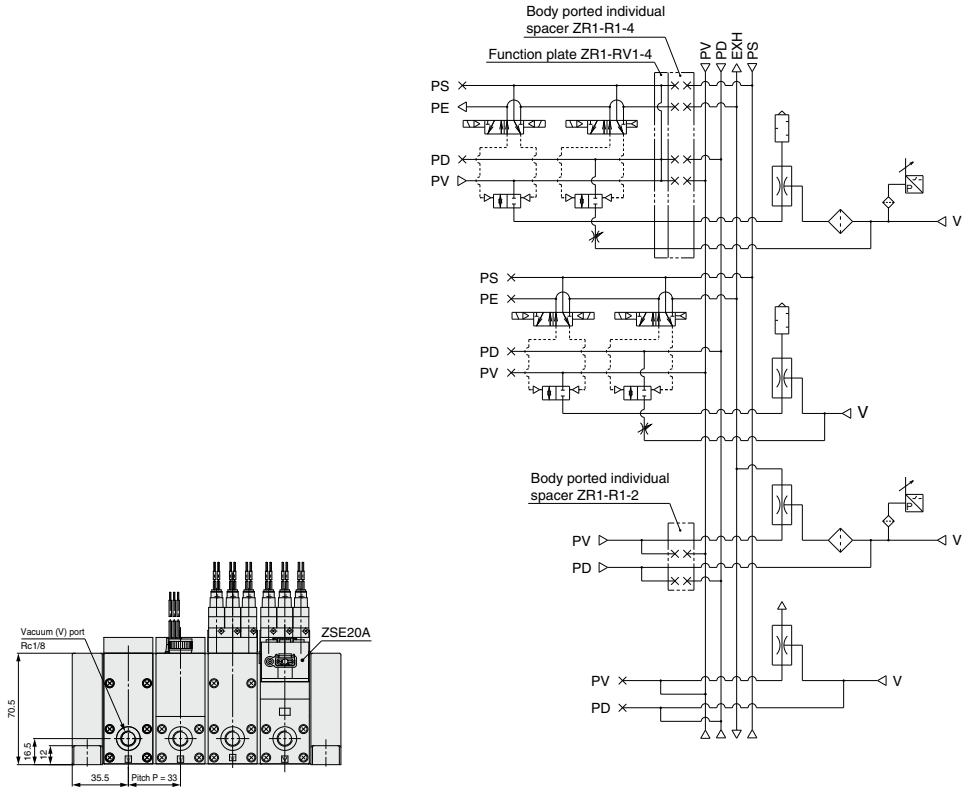 Body ported individual
spacer ZR1-R1-4
Function plate ZR1-RV1-4
PV
PD
EXH
PS
PS
PE
PD
PV
P
V
PS
PE
PD
PV
V
Body ported individual
spacer ZR1-R1-2
P
PV
V
PD
PV
V
PD
ZSE20A
Vacuum (V) port
Rc1/8
70.5
16.5
12
35.5
Pitch P = 33